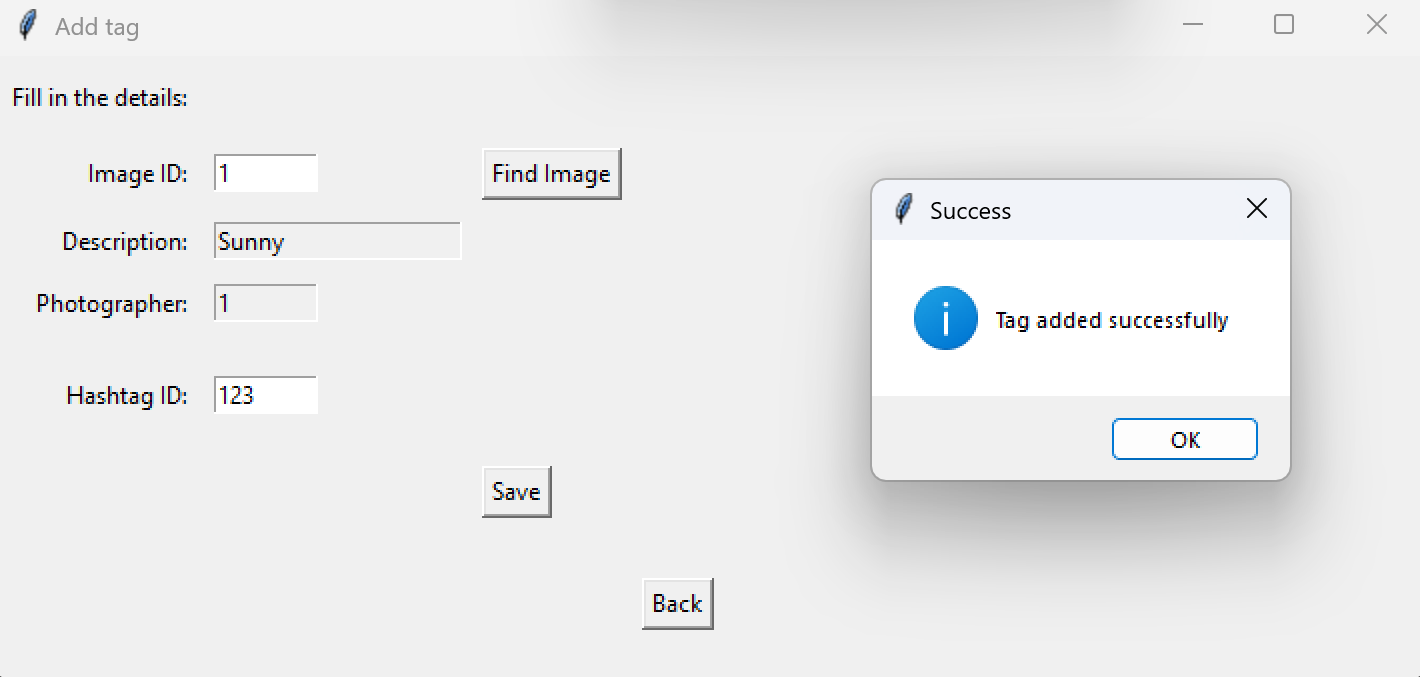 Add tag
Fill in the details:
Image ID: 1 Find Image
Description: Sunny
Photographer: 1
Hashtag ID: 123
Save
Back
Success
Tag added successfully
OK